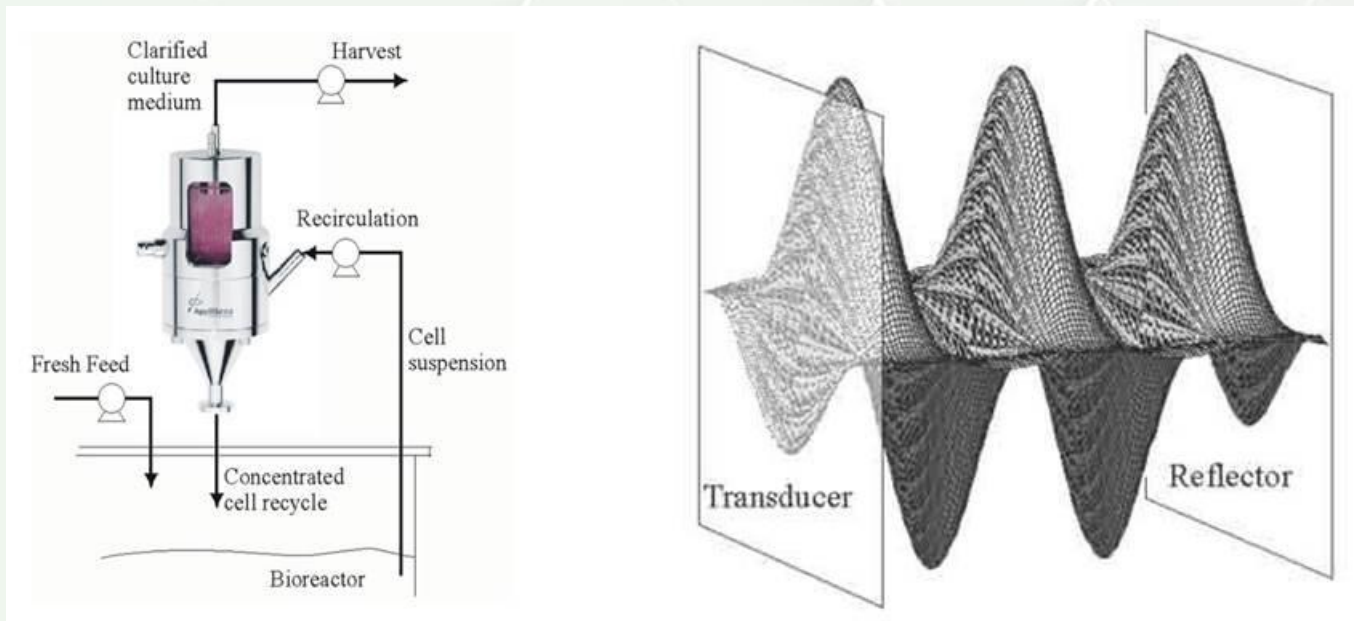 Clarified
culture
medium
Harvest
Recirculation
Cell
suspension
Fresh Feed
Concentrated
cell recycle
Bioreactor
Transducer
Reflector